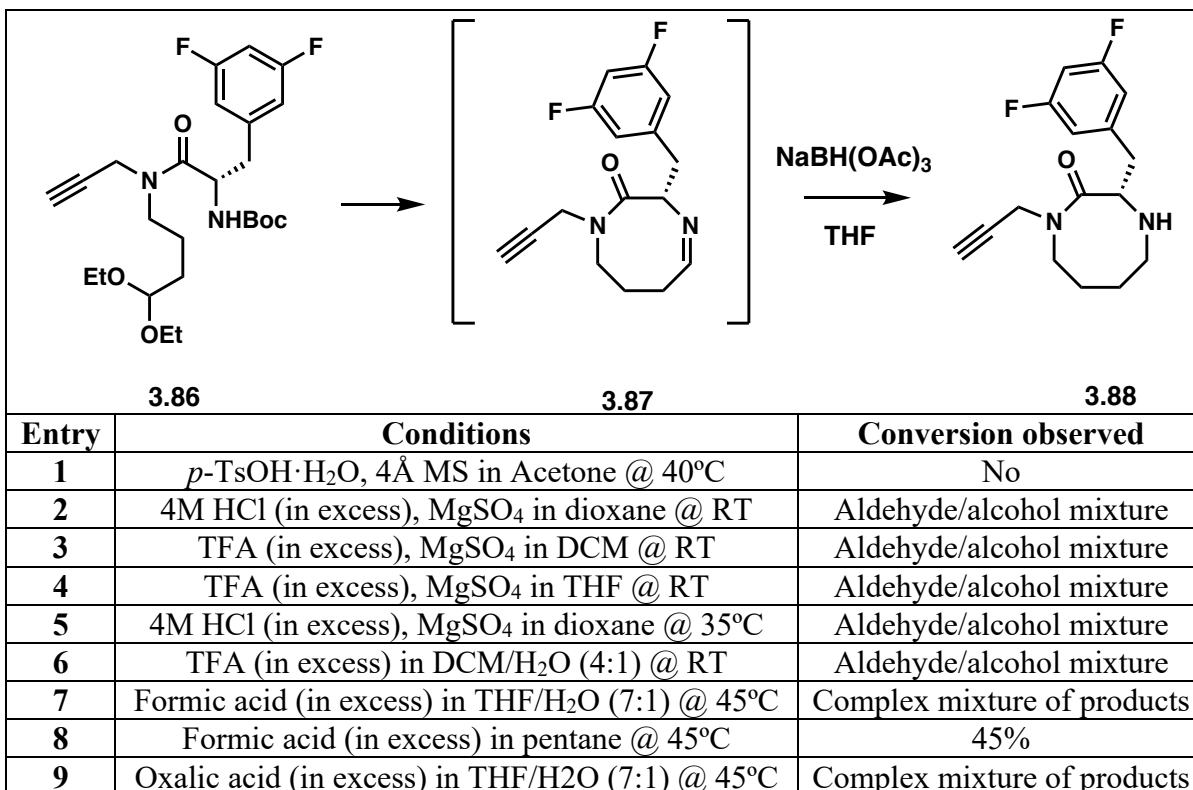 F
F
O
N
NHBoc
EtO
OEt
3.86
F
F
O
N
N
3.87
NaBH(OAc)₃
THF
F
F
O
N
NH
3.88
Entry Conditions Conversion observed
1 p-TsOH·H₂O, 4Å MS in Acetone @ 40ºC No
2 4M HCl (in excess), MgSO₄ in dioxane @ RT Aldehyde/alcohol mixture
3 TFA (in excess), MgSO₄ in DCM @ RT Aldehyde/alcohol mixture
4 TFA (in excess), MgSO₄ in THF @ RT Aldehyde/alcohol mixture
5 4M HCl (in excess), MgSO₄ in dioxane @ 35ºC Aldehyde/alcohol mixture
6 TFA (in excess) in DCM/H₂O (4:1) @ RT Aldehyde/alcohol mixture
7 Formic acid (in excess) in THF/H₂O (7:1) @ 45ºC Complex mixture of products
8 Formic acid (in excess) in pentane @ 45ºC 45%
9 Oxalic acid (in excess) in THF/H2O (7:1) @ 45ºC Complex mixture of products